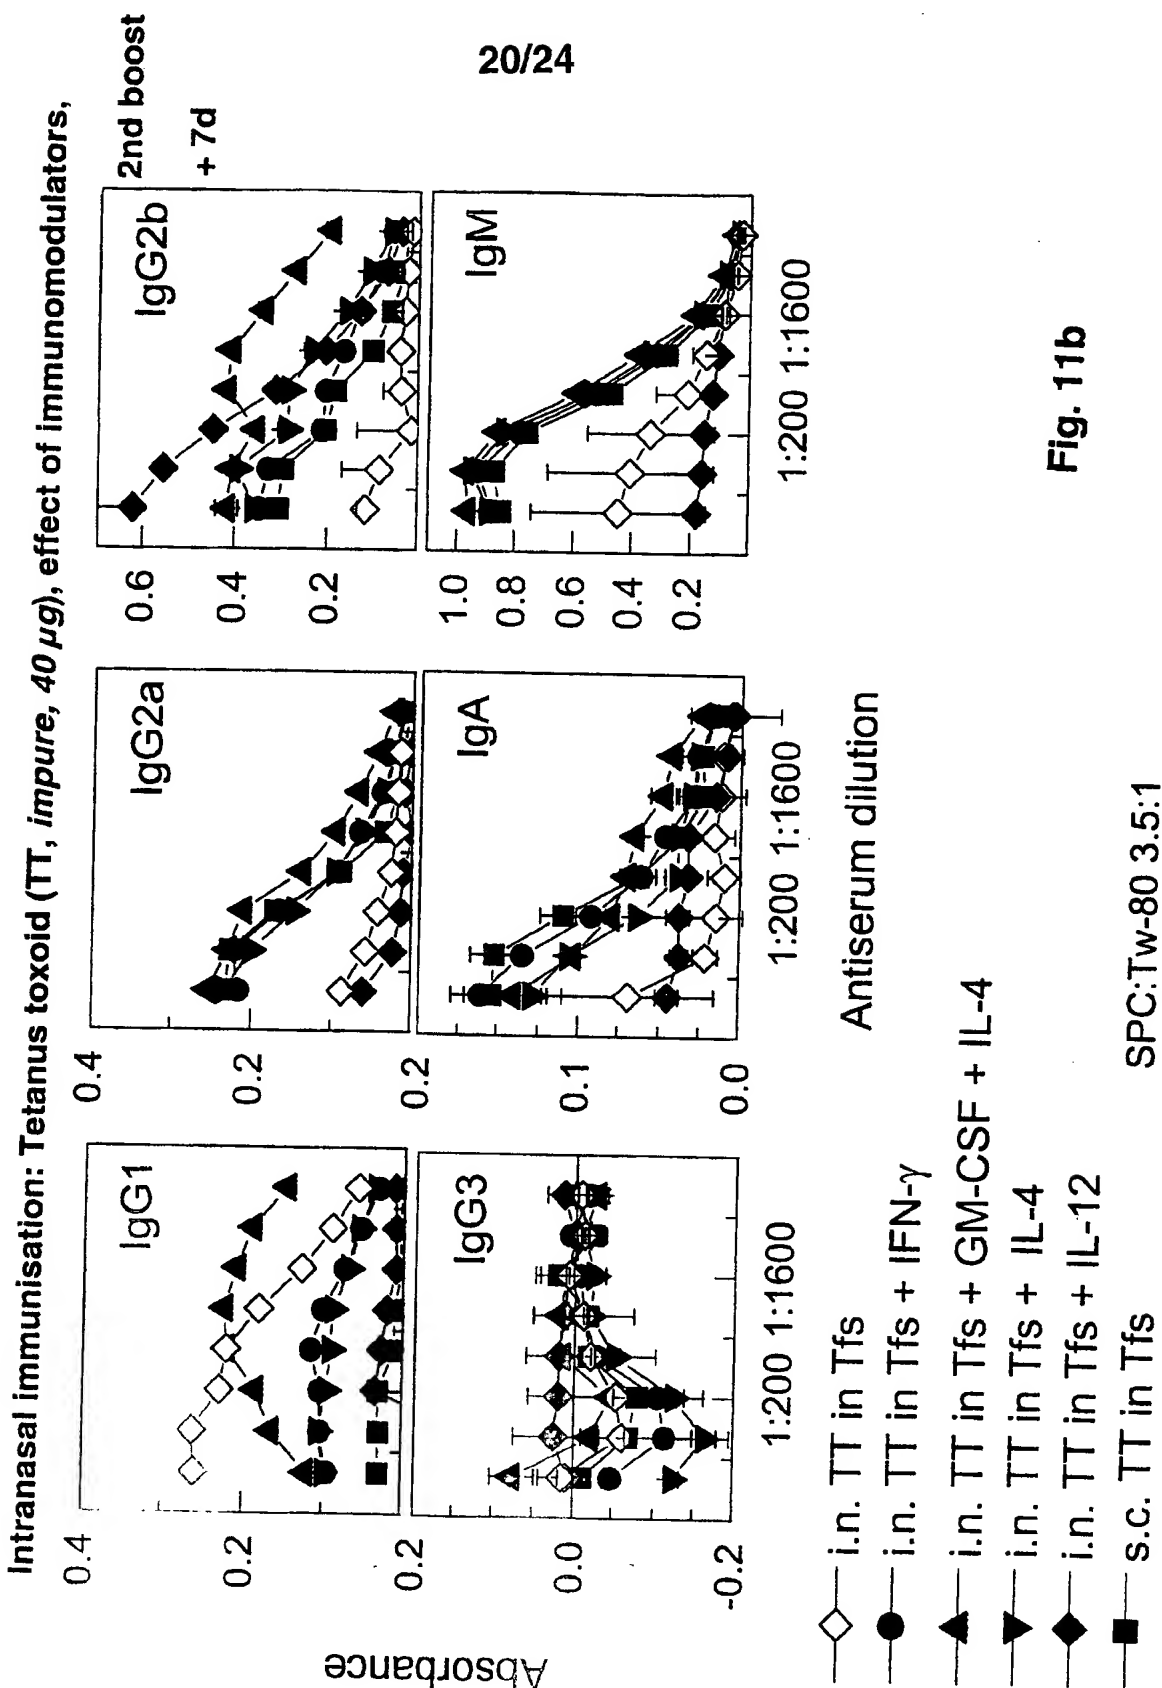 20/24
Intranasal immunisation: Tetanus toxoid (TT, impure, 40 µg), effect of immunomodulators,
2nd boost
+ 7d
Absorbance
0.4
0.2
IgG1
0.4
0.2
0.2
IgG2a
0.6
0.4
0.2
IgG2b
0.2
0.0
-0.2
IgG3
0.1
0.0
IgA
1.0
0.8
0.6
0.4
0.2
IgM
1:200 1:1600
1:200 1:1600
1:200 1:1600
Antiserum dilution
i.n. TT in Tfs
i.n. TT in Tfs + IFN-γ
i.n. TT in Tfs + GM-CSF + IL-4
i.n. TT in Tfs + IL-4
i.n. TT in Tfs + IL-12
s.c. TT in Tfs
SPC:Tw-80 3.5:1
Fig. 11b